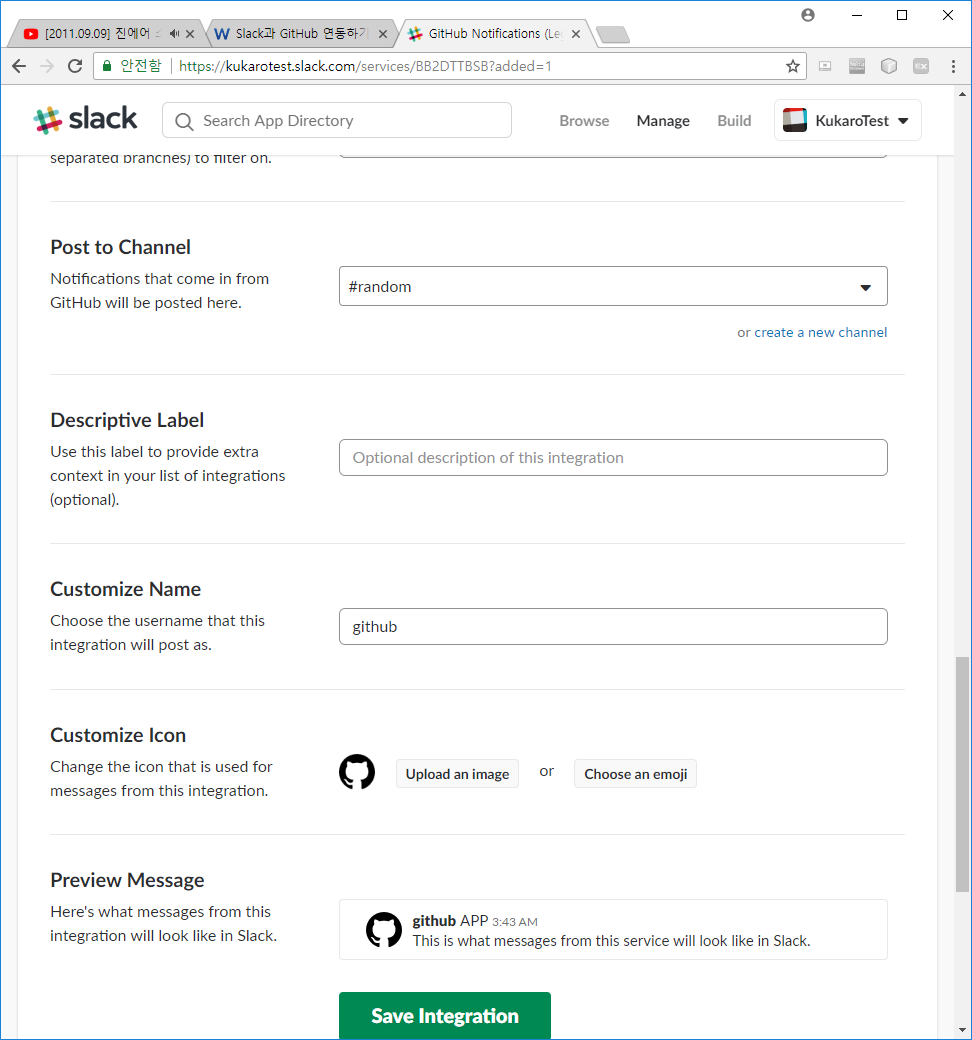 [2011.09.09] 진에어
Slack과 GitHub 연동하기
GitHub Notifications (Le
안전함
https://kukarotest.slack.com/services/BB2DTTBSB?added=1
slack
Search App Directory
Browse
Manage
Build
KukaroTest
separated branches) to filter on.
Post to Channel
Notifications that come in from
GitHub will be posted here.
#random
or create a new channel
Descriptive Label
Use this label to provide extra
context in your list of integrations
(optional).
Optional description of this integration
Customize Name
Choose the username that this
integration will post as.
github
Customize Icon
Change the icon that is used for
messages from this integration.
Upload an image
or
Choose an emoji
Preview Message
Here's what messages from this
integration will look like in Slack.
github APP 3:43 AM
This is what messages from this service will look like in Slack.
Save Integration